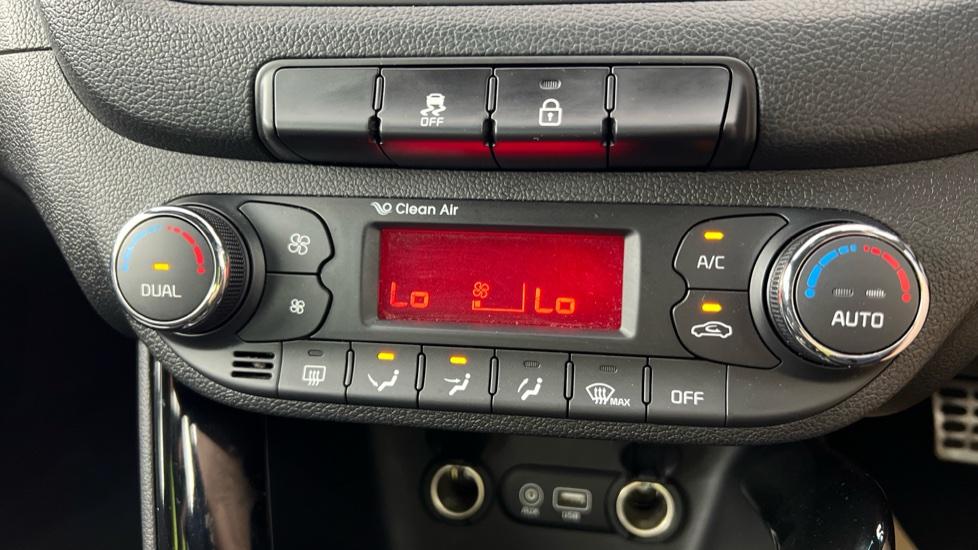 OFF
Clean Air
DUAL
Lo
Lo
A/C
AUTO
MAX
OFF
AUX
USB